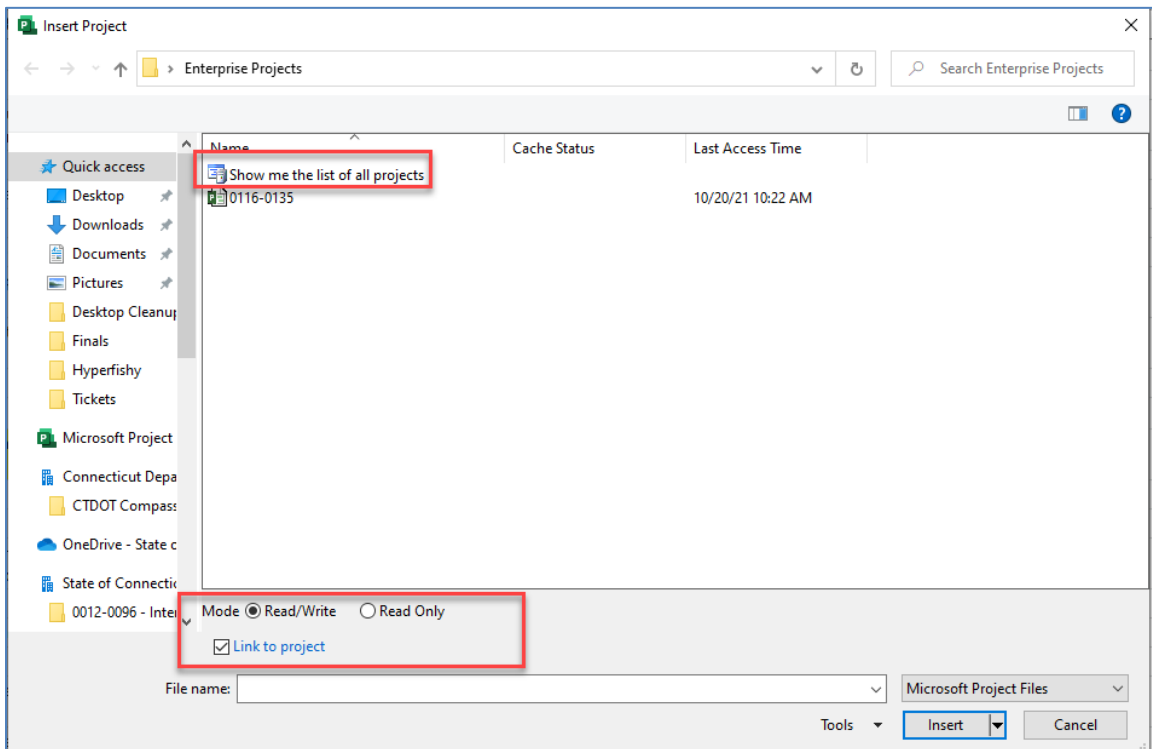 Insert Project
Enterprise Projects
Search Enterprise Projects
Name Cache Status Last Access Time
Quick access
Show me the list of all projects
Desktop
0116-0135 10/20/21 10:22 AM
Downloads
Documents
Pictures
Desktop Cleanup
Finals
Hyperfishy
Tickets
Microsoft Project
Connecticut Depa
CTDOT Compass
OneDrive - State c
State of Connectic
0012-0096 - Inter
Mode Read/Write Read Only
Link to project
File name: Microsoft Project Files
Tools Insert Cancel